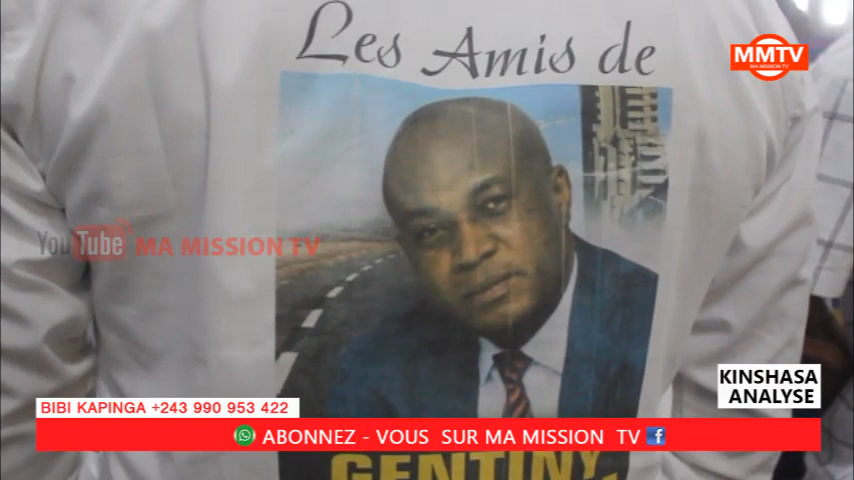 Les Amis de
MMTV
MA MISSION TV
YouTube MA MISSION TV
KINSHASA
ANALYSE
BIBI KAPINGA +243 990 953 422
ABONNEZ - VOUS SUR MA MISSION TV
GENTINY